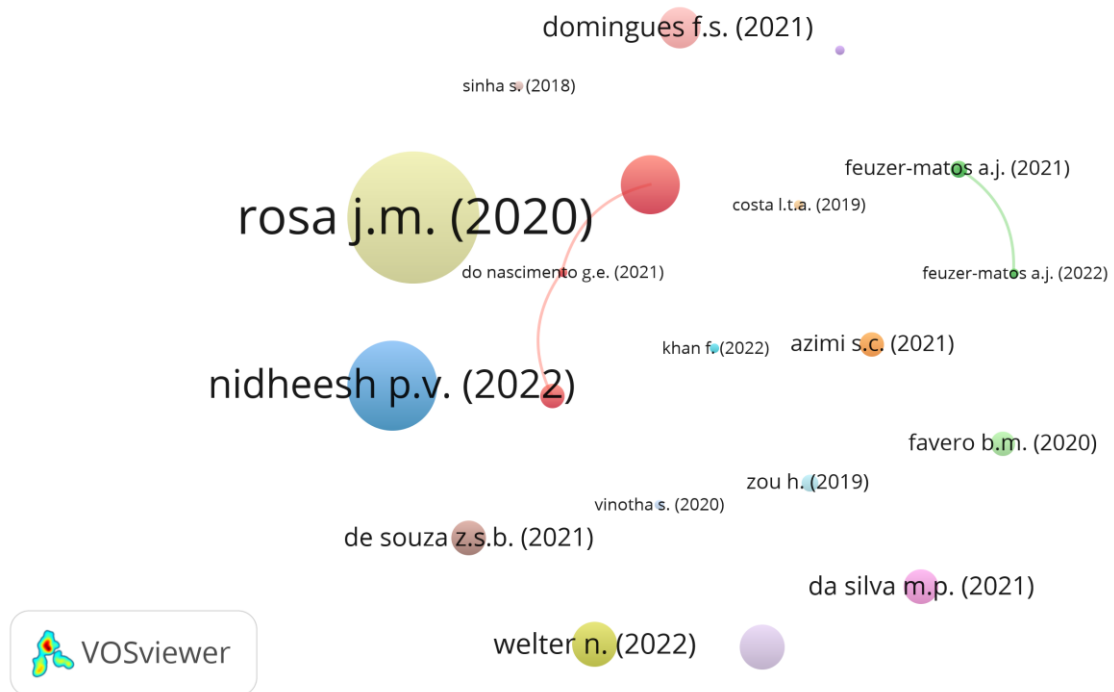 domingues f.s. (2021)
sinha s. (2018)
feuzer-matos a.j. (2021)
rosa j.m. (2020)
costa l.t.a. (2019)
do nascimento g.e. (2021)
feuzer-matos a.j. (2022)
khan f. (2022)
azimi s.c. (2021)
nidheesh p.v. (2022)
favero b.m. (2020)
zou h. (2019)
vinotha s. (2020)
de souza z.s.b. (2021)
da silva m.p. (2021)
welter n. (2022)
VOSviewer